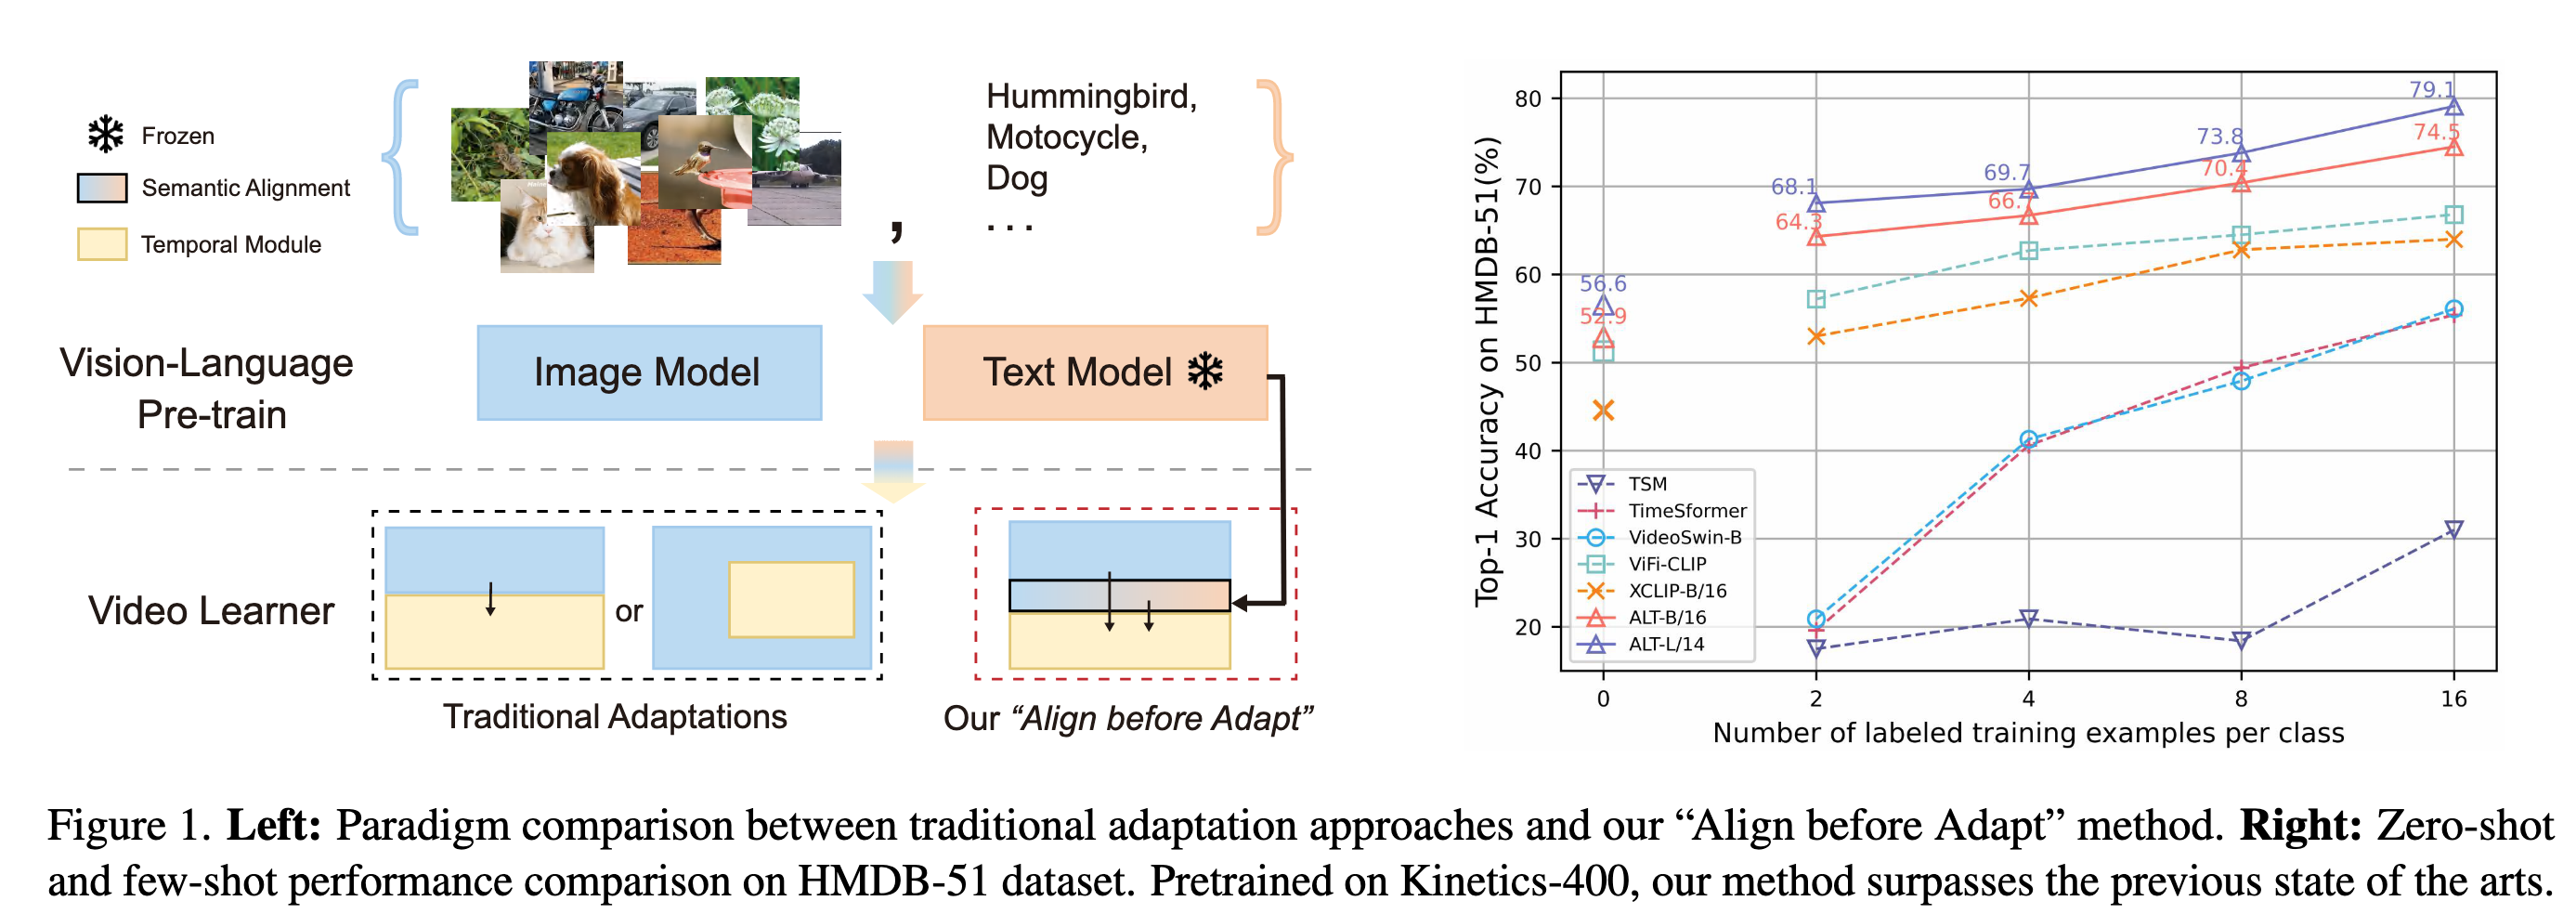 Frozen
Semantic Alignment
Temporal Module
Hummingbird,
Motocycle,
Dog
...
,
Vision-Language
Pre-train
Image Model
Text Model
Video Learner
or
Traditional Adaptations
Our “Align before Adapt”
Top-1 Accuracy on HMDB-51(%)
80
70
60
50
40
30
20
79.1
74.5
73.8
70.4
69.7
68.1
64.3
56.6
52.9
TSM
TimeSformer
VideoSwin-B
ViFi-CLIP
XCLIP-B/16
ALT-B/16
ALT-L/14
0 2 4 8 16
Number of labeled training examples per class
Figure 1. Left: Paradigm comparison between traditional adaptation approaches and our “Align before Adapt” method. Right: Zero-shot
and few-shot performance comparison on HMDB-51 dataset. Pretrained on Kinetics-400, our method surpasses the previous state of the arts.